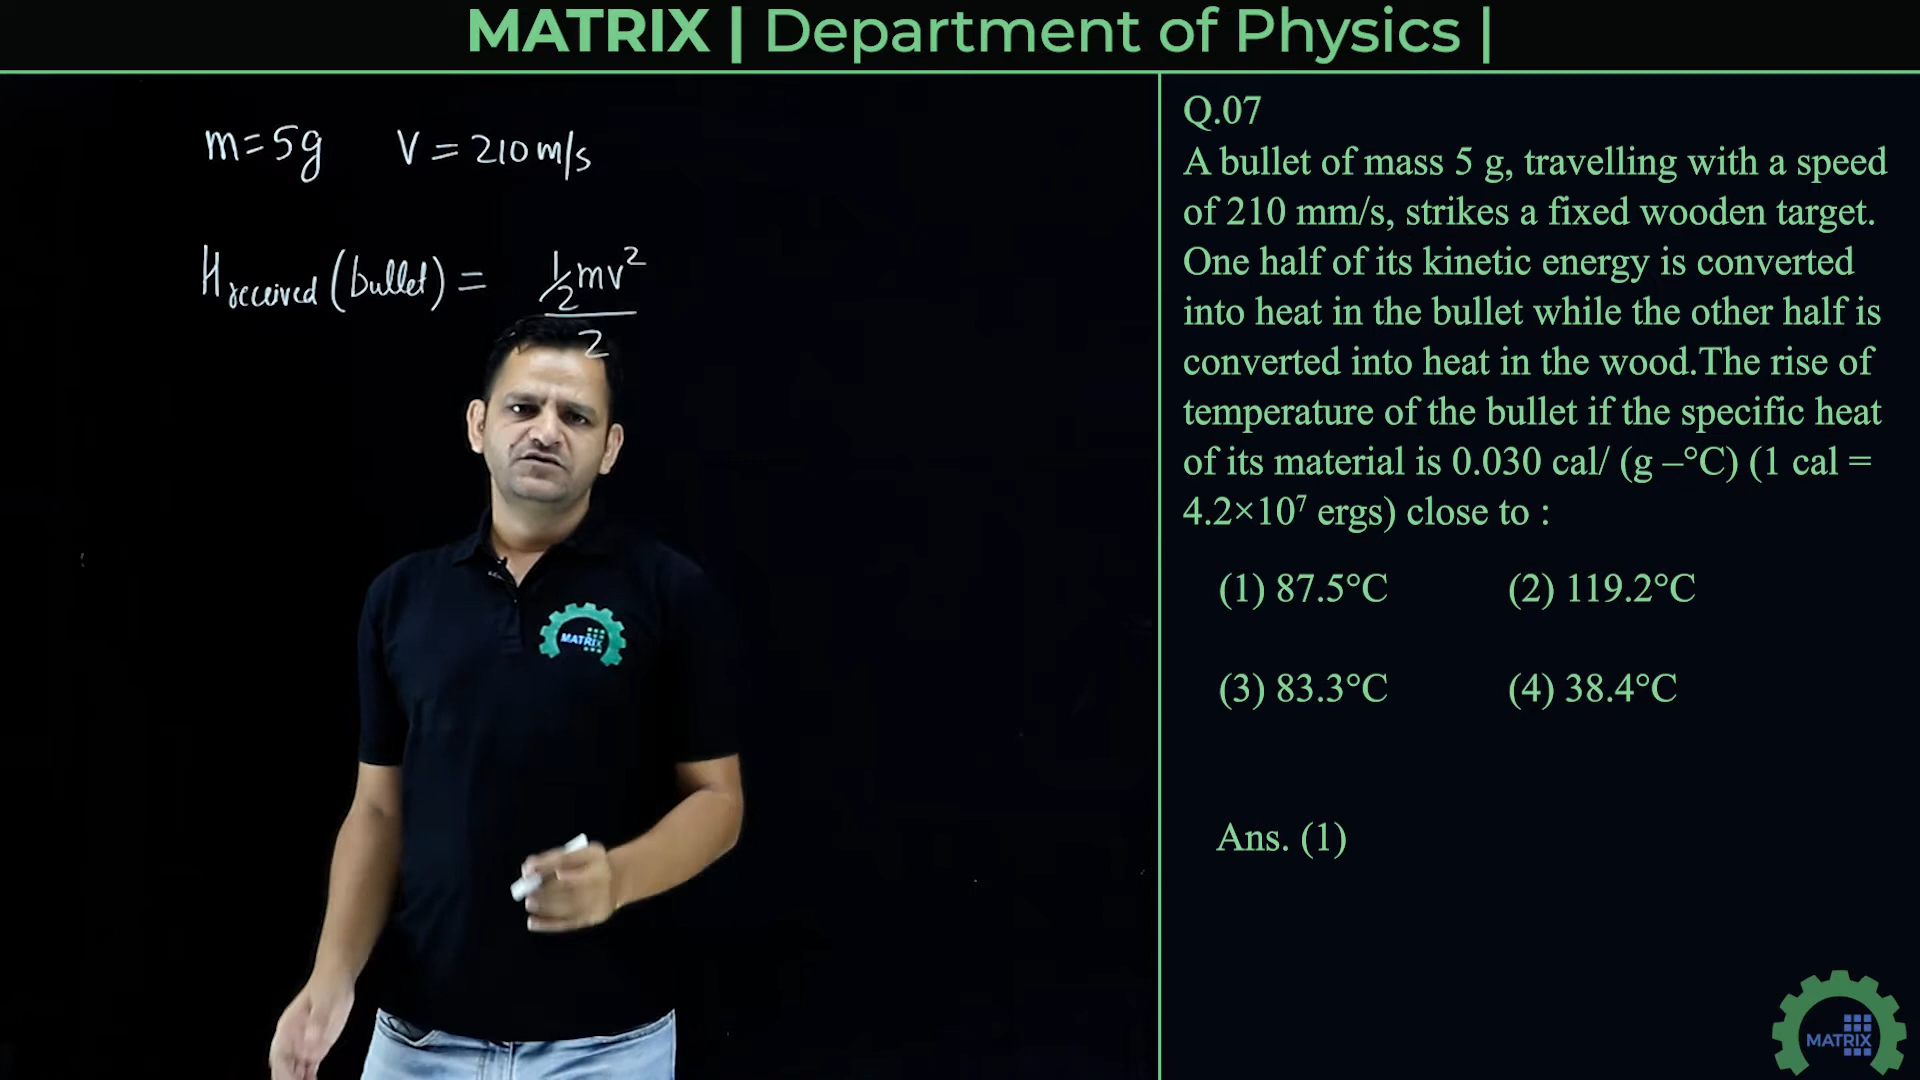 MATRIX | Department of Physics |
m=5g V=210m/s
H received (bullet) = ½mv² / 2
MATRIX
Q.07
A bullet of mass 5 g, travelling with a speed
of 210 mm/s, strikes a fixed wooden target.
One half of its kinetic energy is converted
into heat in the bullet while the other half is
converted into heat in the wood.The rise of
temperature of the bullet if the specific heat
of its material is 0.030 cal/ (g –°C) (1 cal =
4.2×10⁷ ergs) close to :
(1) 87.5°C (2) 119.2°C
(3) 83.3°C (4) 38.4°C
Ans. (1)
MATRIX